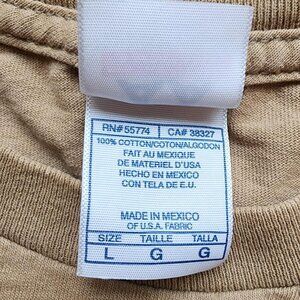 RN# 55774 CA# 38327
100% COTTON/COTON/ALGODON
FAIT AU MEXIQUE
DE MATERIEL D'USA
HECHO EN MEXICO
CON TELA DE E.U.
MADE IN MEXICO
OF U.S.A. FABRIC
SIZE TAILLE TALLA
L G G